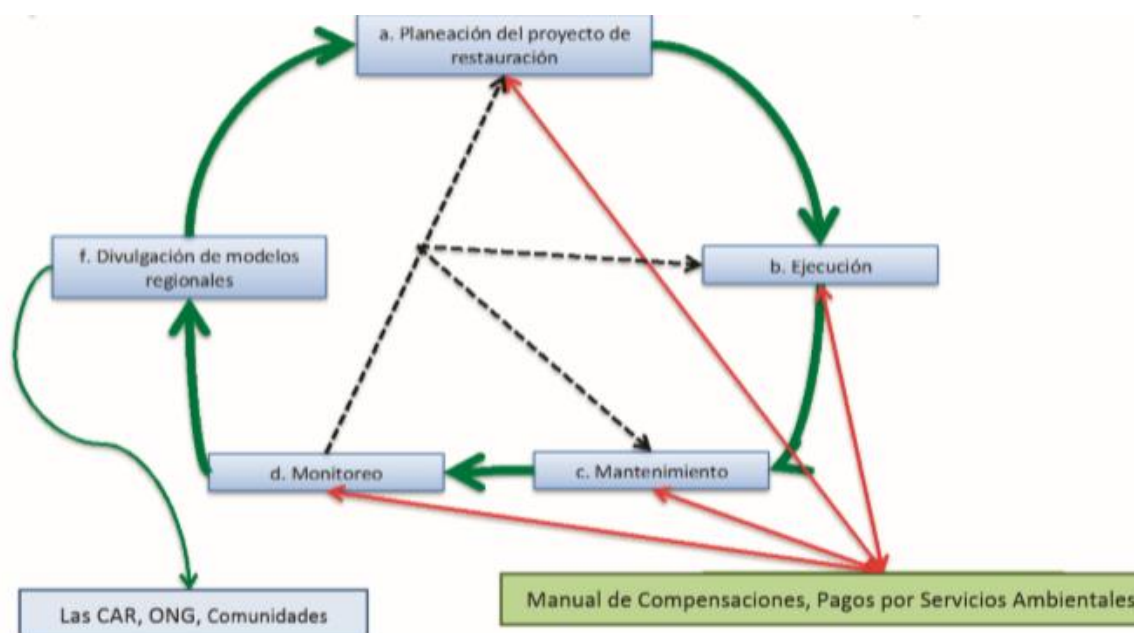 a. Planeación del proyecto de
restauración
f. Divulgación de modelos
regionales
b. Ejecución
d. Monitoreo
c. Mantenimiento
Las CAR, ONG, Comunidades
Manual de Compensaciones, Pagos por Servicios Ambientales